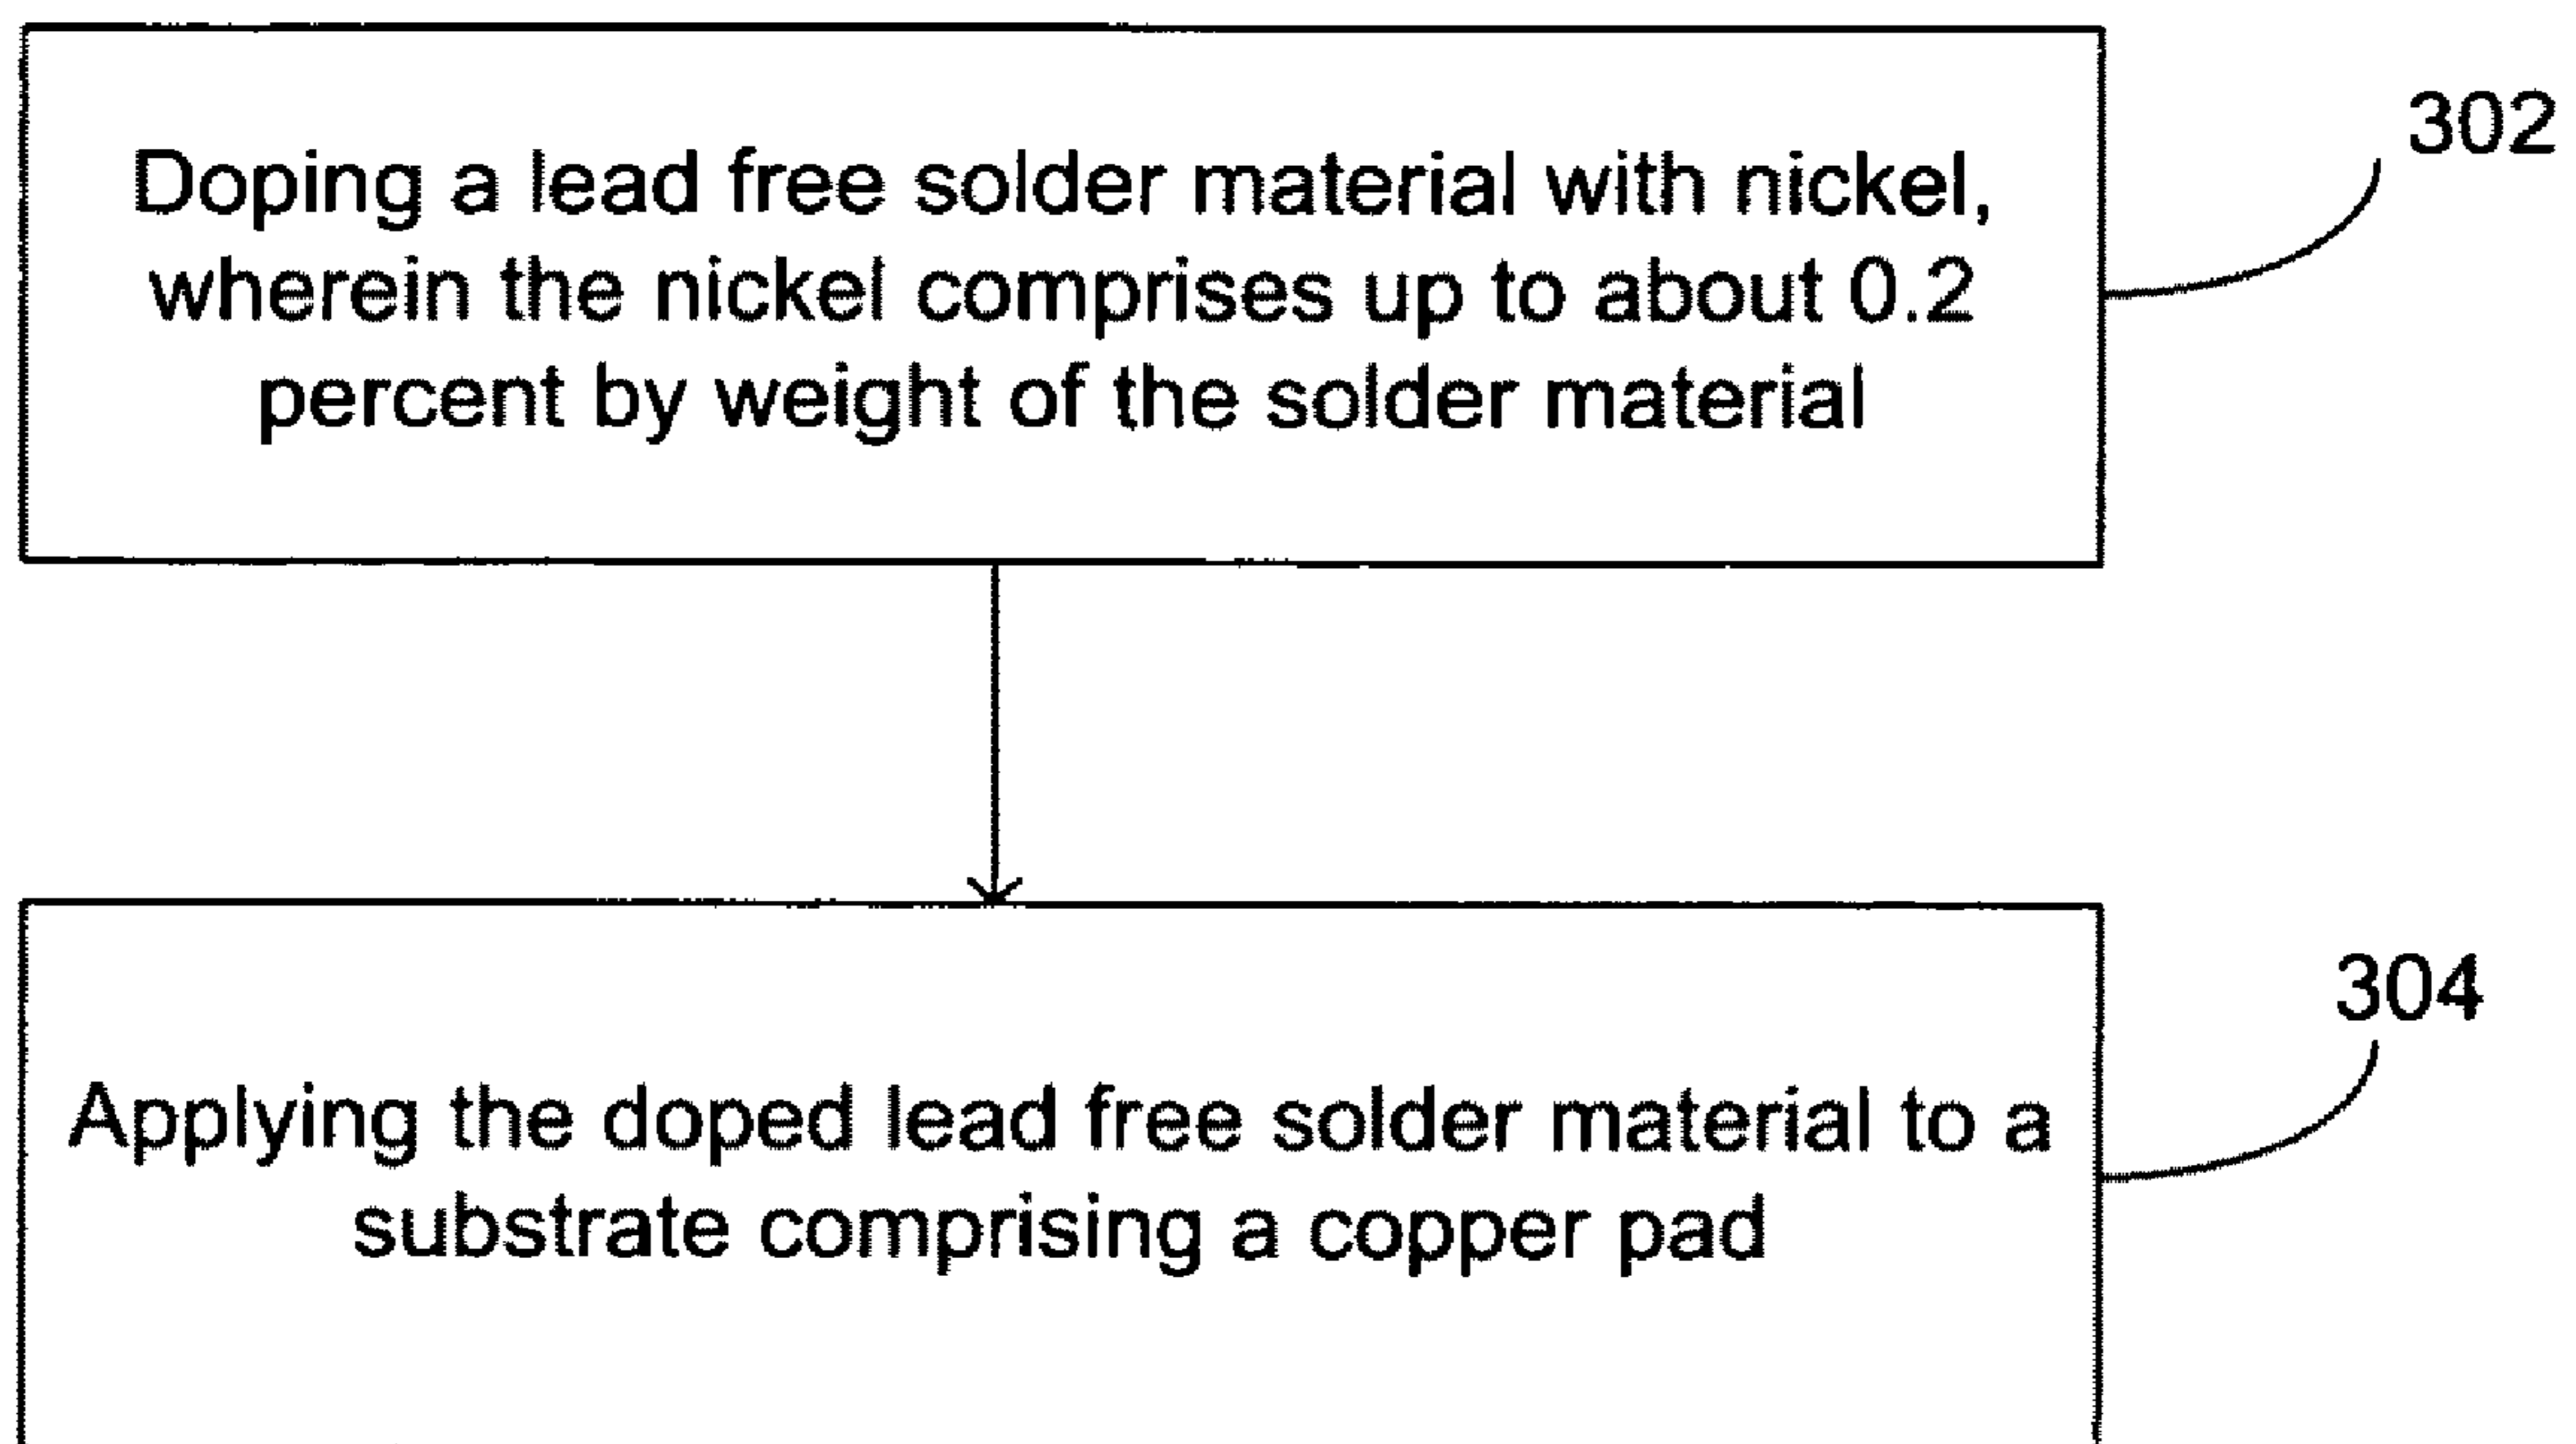 302
Doping a lead free solder material with nickel,
wherein the nickel comprises up to about 0.2
percent by weight of the solder material
304
Applying the doped lead free solder material to a
substrate comprising a copper pad